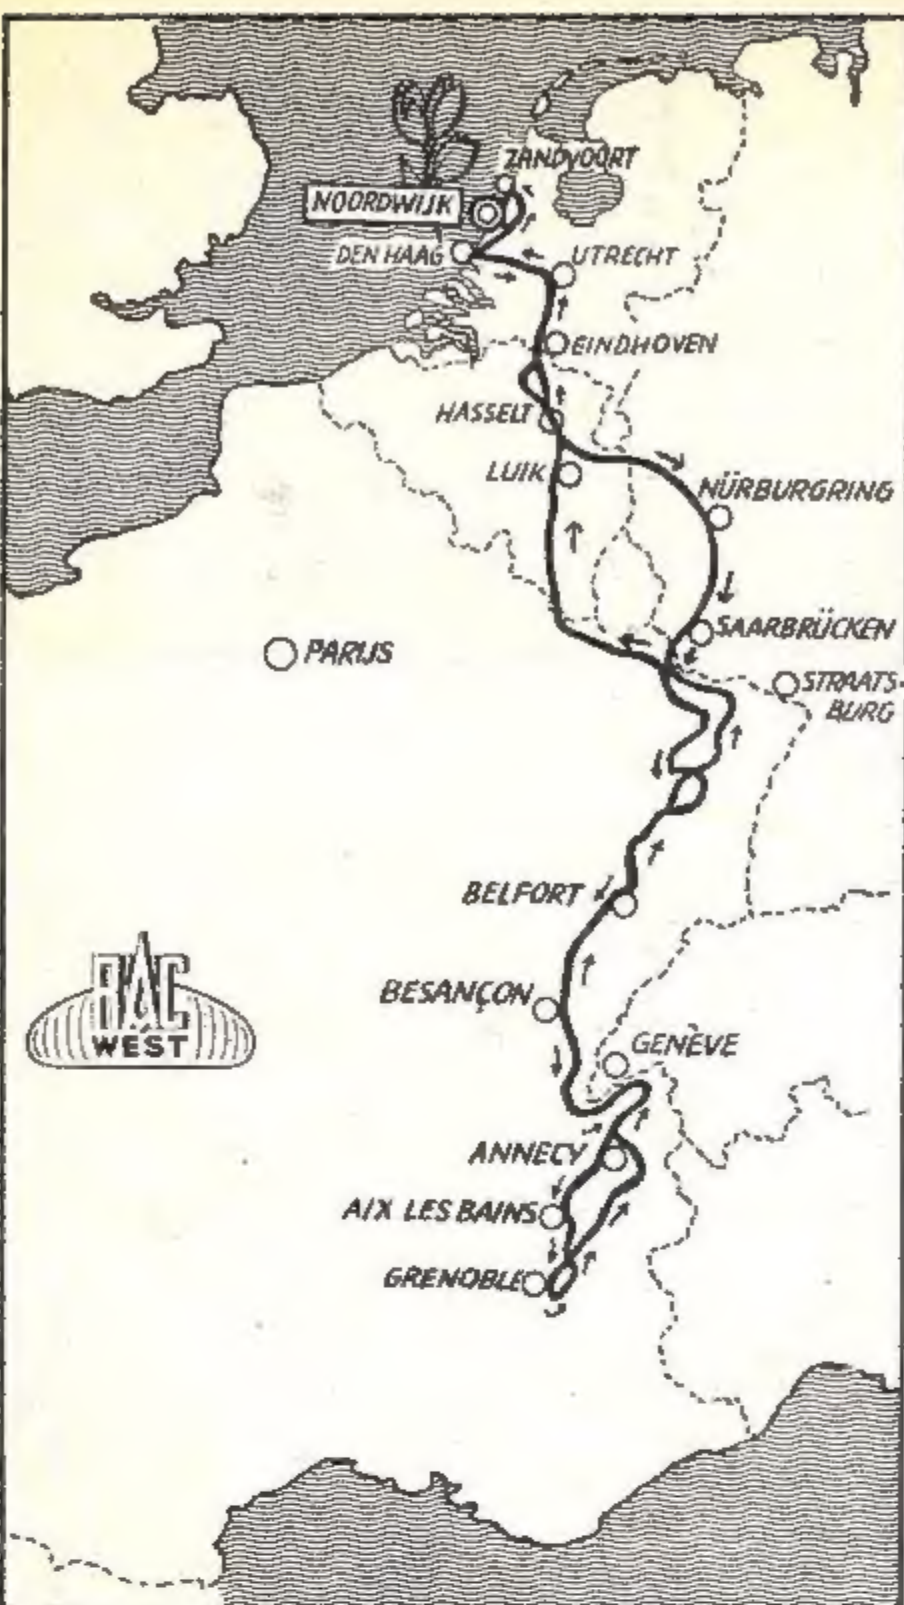 ZANDVOORT
NOORDWIJK
DEN HAAG
UTRECHT
EINDHOVEN
HASSELT
LUIK
NÜRBURGRING
SAARBRÜCKEN
PARIJS
STRAATS-
BURG
BELFORT
BESANÇON
RAC
WEST
GENÈVE
ANNECY
AIX LES BAINS
GRENOBLE